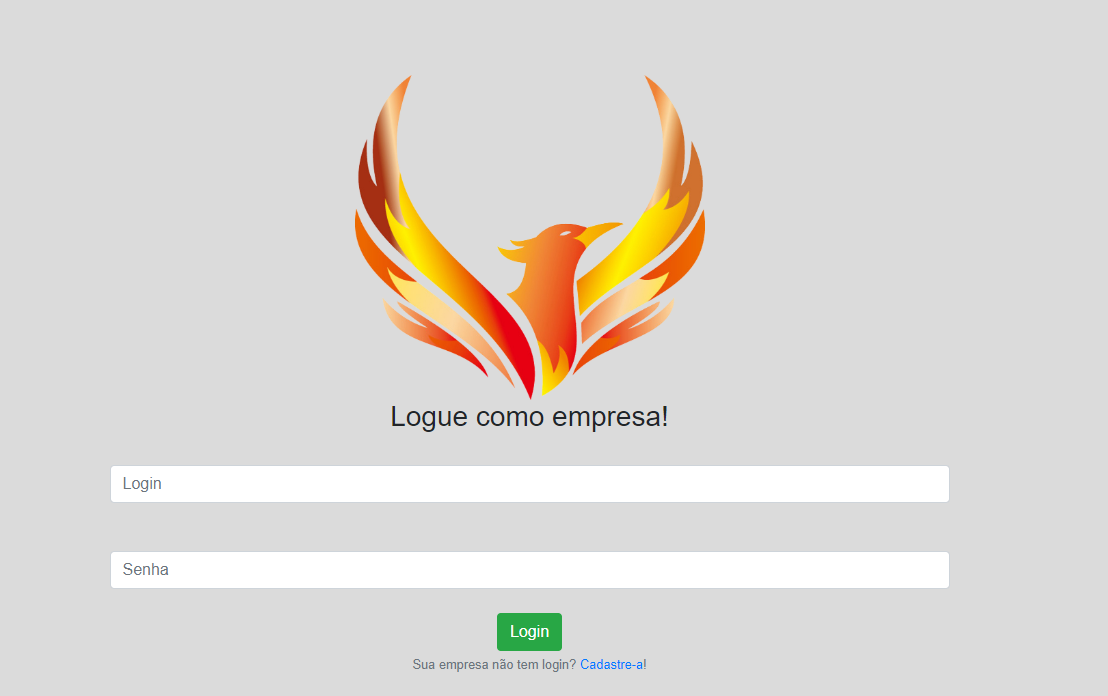 Logue como empresa!
Login
Senha
Login
Sua empresa não tem login? Cadastre-a!